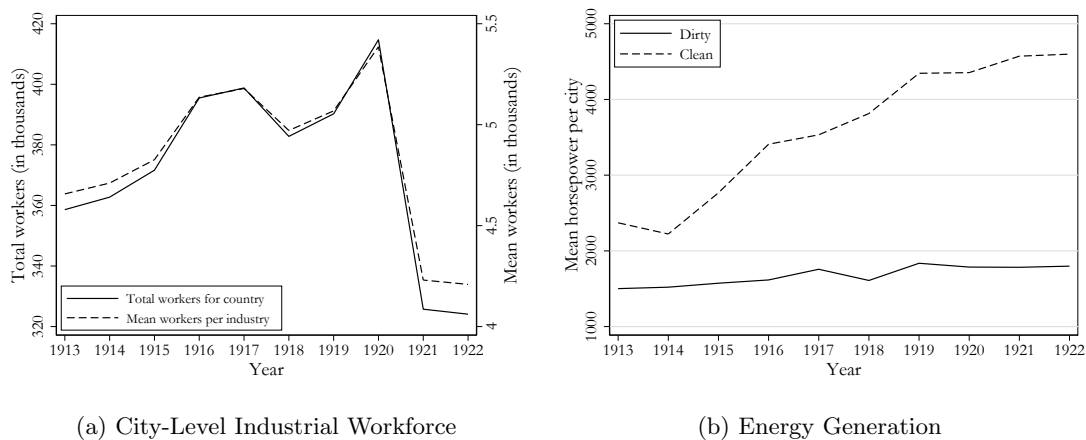 Total workers (in thousands)
320
340
360
380
400
420
Mean workers (in thousands)
4
4.5
5
5.5
Total workers for country
Mean workers per industry
1913 1914 1915 1916 1917 1918 1919 1920 1921 1922
Year
(a) City-Level Industrial Workforce
Mean horsepower per city
1000
2000
3000
4000
5000
Dirty
Clean
1913 1914 1915 1916 1917 1918 1919 1920 1921 1922
Year
(b) Energy Generation